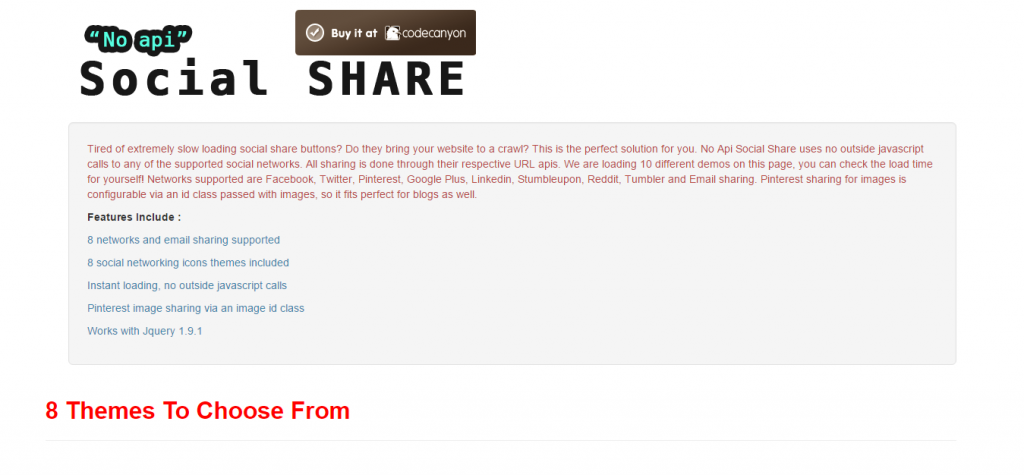 “No api”
Buy it at codecanyon
Social SHARE
Tired of extremely slow loading social share buttons? Do they bring your website to a crawl? This is the perfect solution for you. No Api Social Share uses no outside javascript
calls to any of the supported social networks. All sharing is done through their respective URL apis. We are loading 10 different demos on this page, you can check the load time
for yourself! Networks supported are Facebook, Twitter, Pinterest, Google Plus, Linkedin, Stumbleupon, Reddit, Tumbler and Email sharing. Pinterest sharing for images is
configurable via an id class passed with images, so it fits perfect for blogs as well.
Features Include :
8 networks and email sharing supported
8 social networking icons themes included
Instant loading, no outside javascript calls
Pinterest image sharing via an image id class
Works with Jquery 1.9.1
8 Themes To Choose From